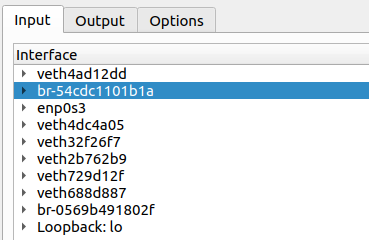 Input Output Options
Interface
veth4ad12dd
br-54cdc1101b1a
enp0s3
veth4dc4a05
veth32f26f7
veth2b762b9
veth729d12f
veth688d887
br-0569b491802f
Loopback: lo